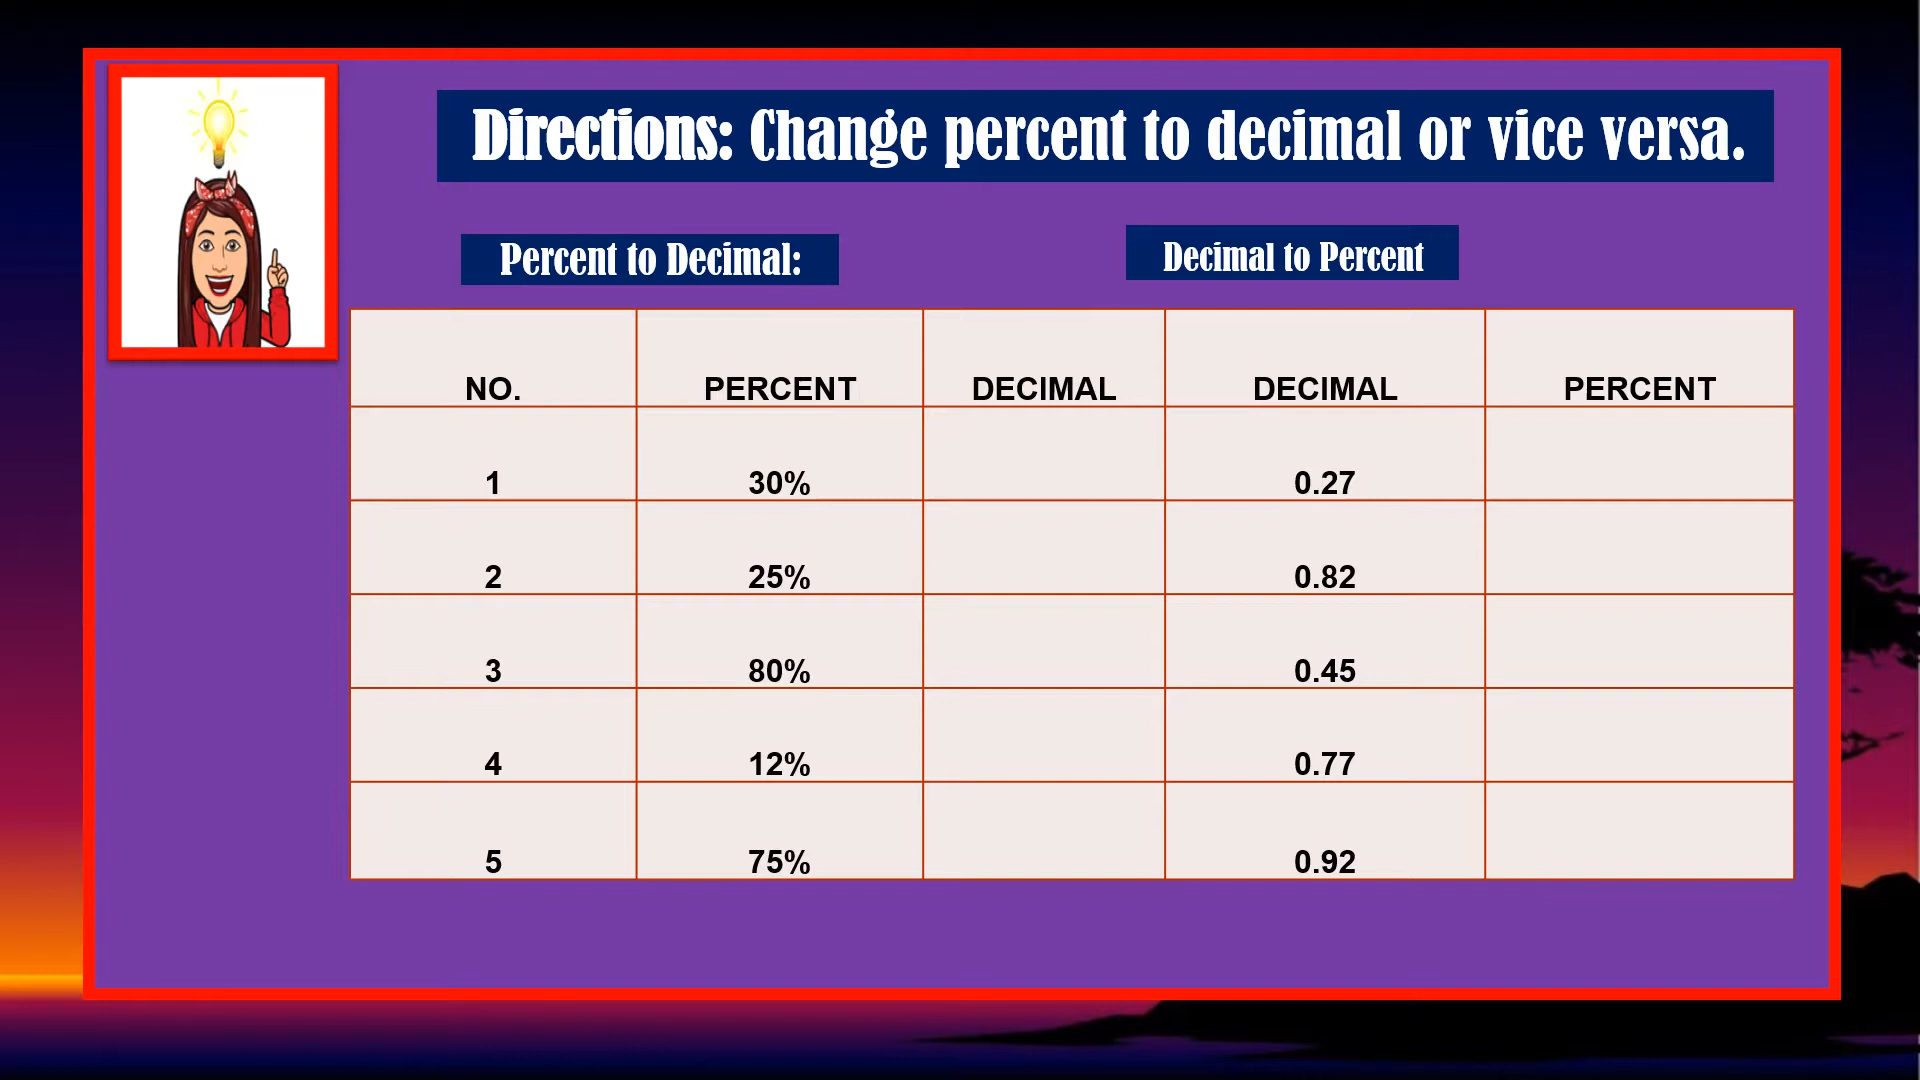 Directions: Change percent to decimal or vice versa.
Percent to Decimal:
Decimal to Percent
NO. PERCENT DECIMAL DECIMAL PERCENT
1 30% 0.27
2 25% 0.82
3 80% 0.45
4 12% 0.77
5 75% 0.92